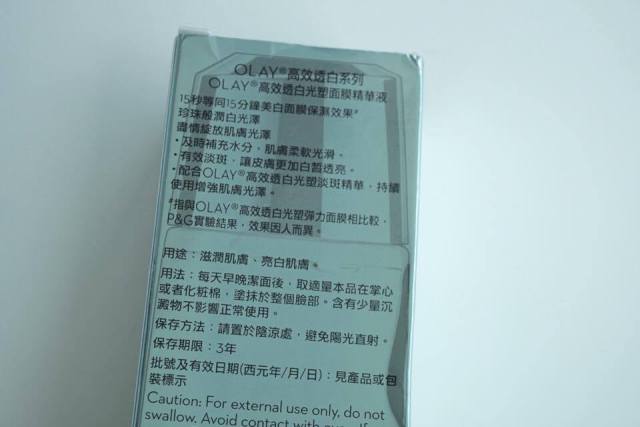 OLAY®高效透白系列
OLAY®高效透白光塑面膜精華液
15秒等同15分鐘美白面膜保濕效果#
珍珠般潤白光澤
盡情綻放肌膚光澤
•及時補充水分，肌膚柔軟光滑。
•有效淡斑，讓皮膚更加白皙透亮。
•配合OLAY®高效透白光塑淡斑精華，持續
使用增強肌膚光澤。
#指與OLAY®高效透白光塑彈力面膜相比較，
P&G實驗結果，效果因人而異。
用途：滋潤肌膚、亮白肌膚。
用法：每天早晚潔面後，取適量本品在掌心
或者化粧棉，塗抹於整個臉部。含有少量沉
澱物不影響正常使用。
保存方法：請置於陰涼處，避免陽光直射。
保存期限：3年
批號及有效日期(西元年/月/日)：見產品或包
裝標示
Caution: For external use only, do not
swallow. Avoid contact with eyes. If